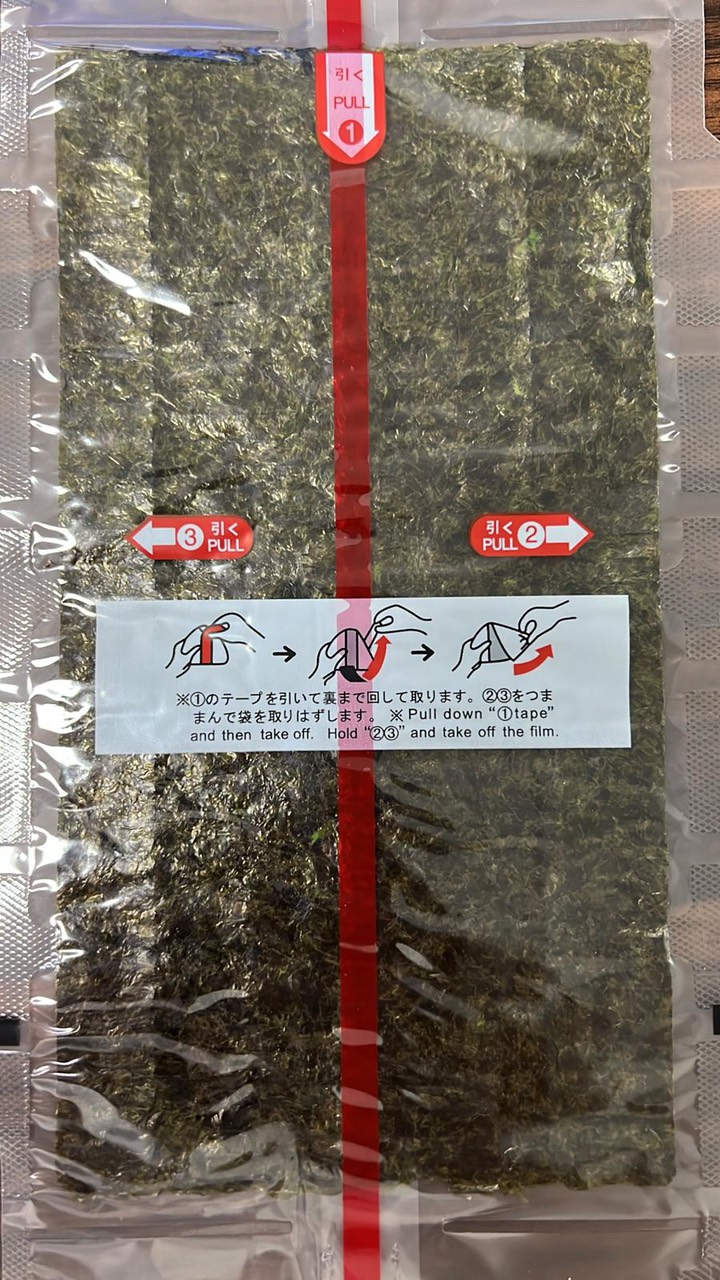 引く
PULL
①
③ 引く
PULL
引く
PULL ②
※①のテープを引いて裏まで回して取ります。②③をつま
まんで袋を取りはずします。 ※ Pull down “①tape”
and then take off. Hold “②③” and take off the film.